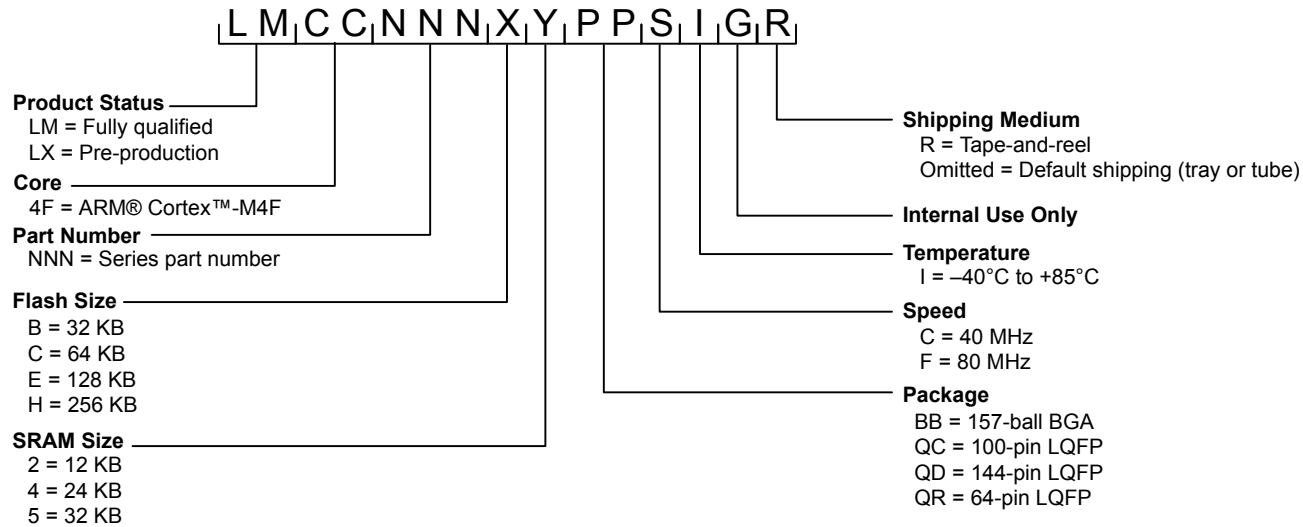 LMCCNNNXYPPSIGR
Product Status
LM = Fully qualified
LX = Pre-production
Core
4F = ARM® Cortex™-M4F
Part Number
NNN = Series part number
Flash Size
B = 32 KB
C = 64 KB
E = 128 KB
H = 256 KB
SRAM Size
2 = 12 KB
4 = 24 KB
5 = 32 KB
Shipping Medium
R = Tape-and-reel
Omitted = Default shipping (tray or tube)
Internal Use Only
Temperature
I = –40°C to +85°C
Speed
C = 40 MHz
F = 80 MHz
Package
BB = 157-ball BGA
QC = 100-pin LQFP
QD = 144-pin LQFP
QR = 64-pin LQFP